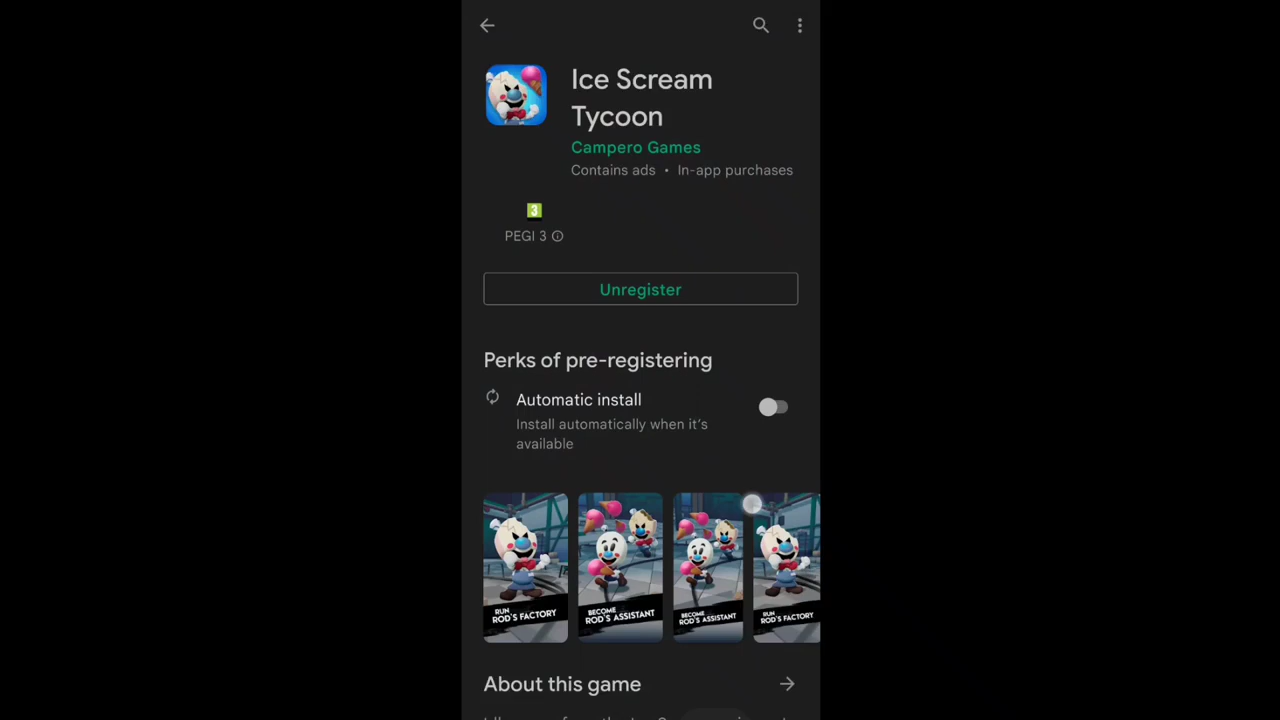 Ice Scream
Tycoon
Campero Games
Contains ads • In-app purchases
3
PEGI 3
Unregister
Perks of pre-registering
Automatic install
Install automatically when it's
available
RUN
ROD'S FACTORY
BECOME
ROD'S ASSISTANT
BECOME
ROD'S ASSISTANT
RUN
ROD'S FACTORY
About this game